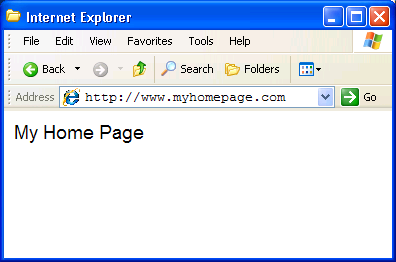 Internet Explorer
File Edit View Favorites Tools Help
Back Search Folders
Address http://www.myhomepage.com Go
My Home Page